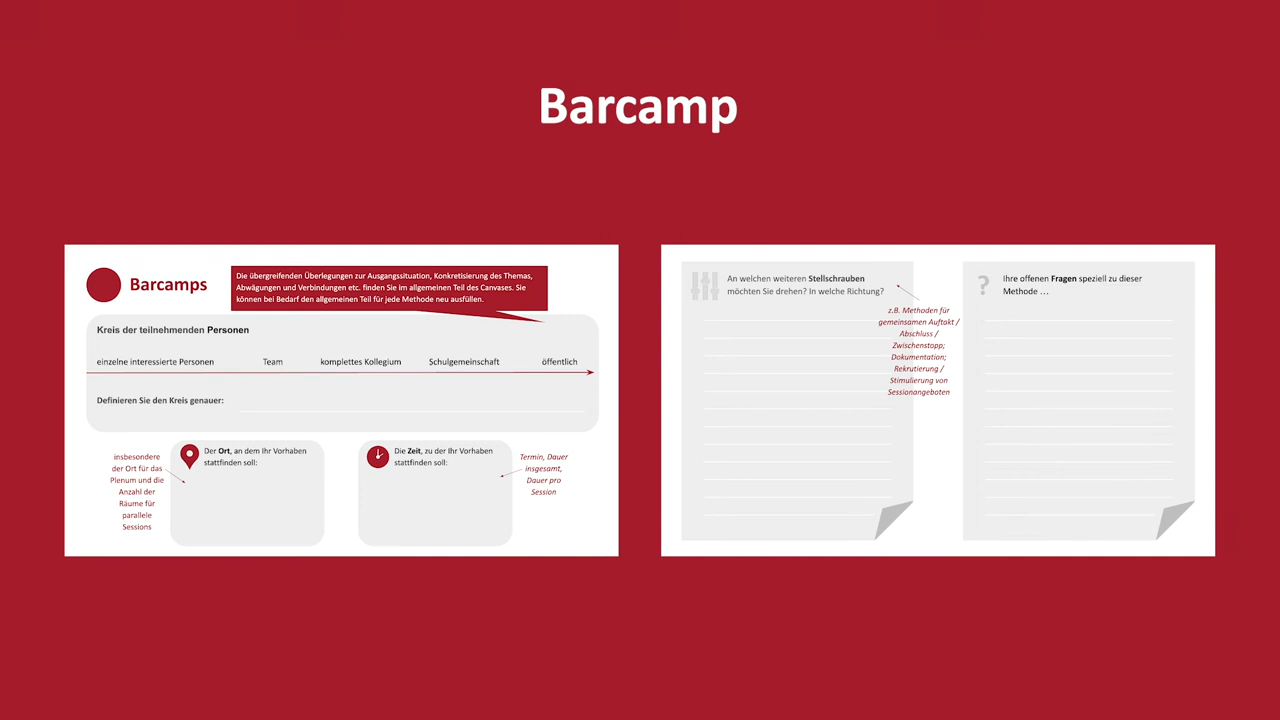 Barcamp
Barcamps
Die übergreifenden Überlegungen zur Ausgangssituation, Konkretisierung des Themas,
Abwägungen und Verbindungen etc. finden Sie im allgemeinen Teil des Canvases. Sie
können bei Bedarf den allgemeinen Teil für jede Methode neu ausfüllen.
Kreis der teilnehmenden Personen
einzelne interessierte Personen Team komplettes Kollegium Schulgemeinschaft öffentlich
Definieren Sie den Kreis genauer:
insbesondere
der Ort für das
Plenum und die
Anzahl der
Räume für
parallele
Sessions
Der Ort, an dem Ihr Vorhaben
stattfinden soll:
Die Zeit, zu der Ihr Vorhaben
stattfinden soll:
Termin, Dauer
insgesamt,
Dauer pro
Session
An welchen weiteren Stellschrauben
möchten Sie drehen? In welche Richtung?
z.B. Methoden für
gemeinsamen Auftakt /
Abschluss /
Zwischenstopp;
Dokumentation;
Rekrutierung /
Stimulierung von
Sessionangeboten
?
Ihre offenen Fragen speziell zu dieser
Methode ...